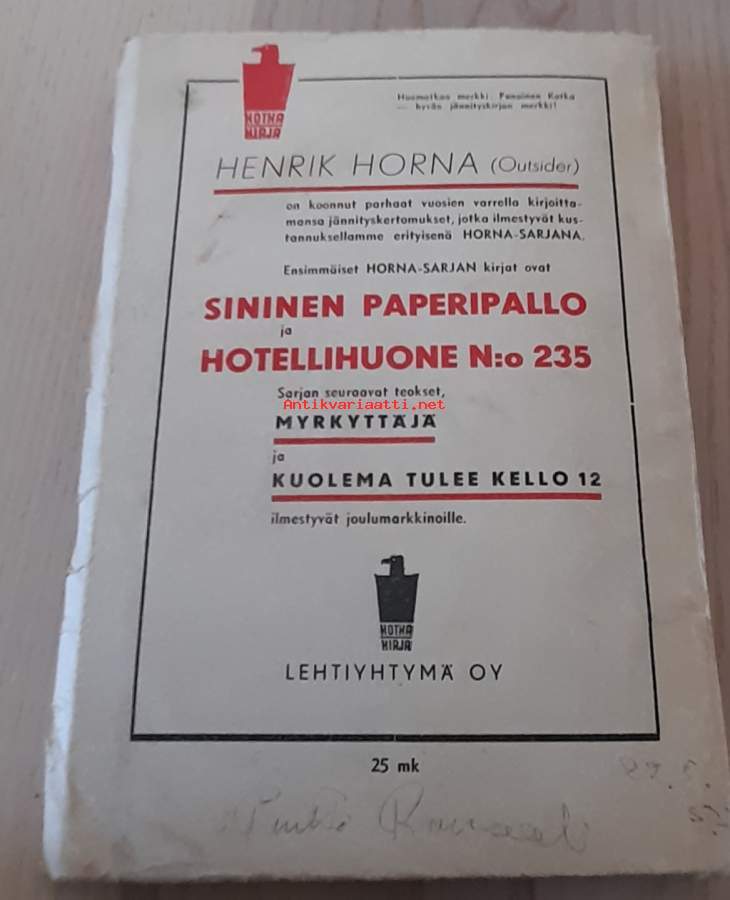 KOTKA
KIRJA
Huomatkaa merkki Punainen Kotka
— hyvän jännityskirjan merkki!
HENRIK HORNA (Outsider)
on koonnut parhaat vuosien varrella kirjoitta-
mansa jännityskertomukset, jotka ilmestyvät kus-
tannuksellamme erityisenä HORNA-SARJANA.
Ensimmäiset HORNA-SARJAN kirjat ovat
SININEN PAPERIPALLO
ja
HOTELLIHUONE N:o 235
Sarjan seuraavat teokset,
Antikvariaatti.net
MYRKYTTÄJÄ
ja
KUOLEMA TULEE KELLO 12
ilmestyvät joulumarkkinoille.
KOTKA
KIRJA
LEHTIYHTYMÄ OY
25 mk